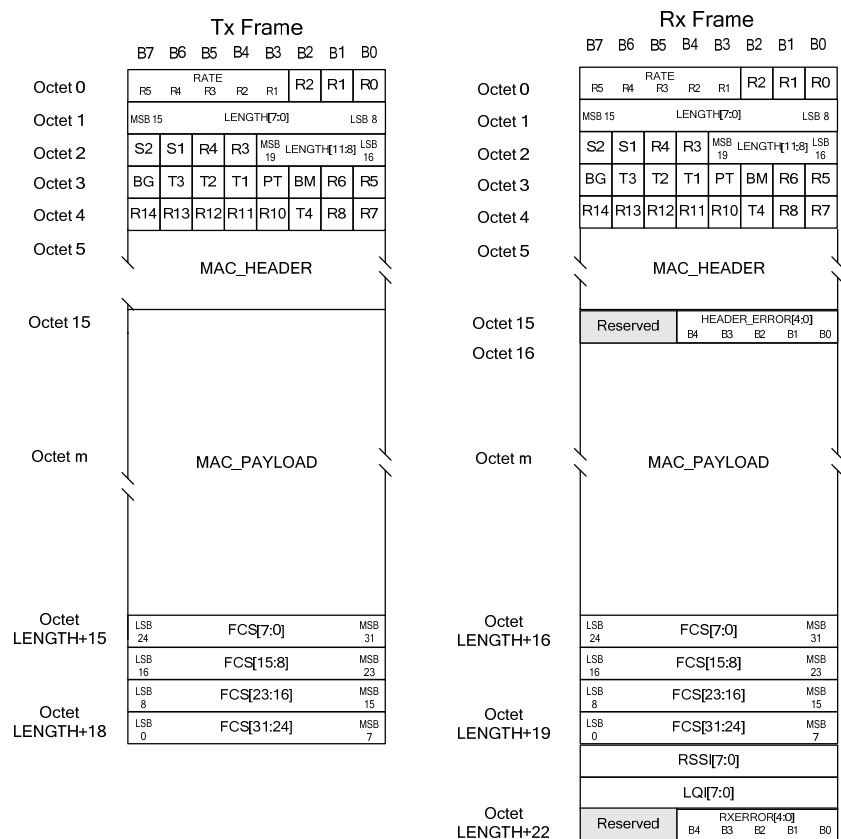 Tx Frame
B7 B6 B5 B4 B3 B2 B1 B0
Octet 0
RATE
R5 R4 R3 R2 R1
R2 R1 R0
Octet 1
MSB 15 LENGTH[7:0] LSB 8
Octet 2
S2 S1 R4 R3 MSB 19 LENGTH[11:8] LSB 16
Octet 3
BG T3 T2 T1 PT BM R6 R5
Octet 4
R14 R13 R12 R11 R10 T4 R8 R7
Octet 5
MAC_HEADER
Octet 15
Octet m
MAC_PAYLOAD
Octet
LENGTH+15
LSB 24 FCS[7:0] MSB 31
LSB 16 FCS[15:8] MSB 23
LSB 8 FCS[23:16] MSB 15
Octet
LENGTH+18
LSB 0 FCS[31:24] MSB 7
Rx Frame
B7 B6 B5 B4 B3 B2 B1 B0
Octet 0
RATE
R5 R4 R3 R2 R1
R2 R1 R0
Octet 1
MSB 15 LENGTH[7:0] LSB 8
Octet 2
S2 S1 R4 R3 MSB 19 LENGTH[11:8] LSB 16
Octet 3
BG T3 T2 T1 PT BM R6 R5
Octet 4
R14 R13 R12 R11 R10 T4 R8 R7
Octet 5
MAC_HEADER
Octet 15
Reserved
HEADER_ERROR[4:0]
B4 B3 B2 B1 B0
Octet 16
Octet m
MAC_PAYLOAD
Octet
LENGTH+16
LSB 24 FCS[7:0] MSB 31
LSB 16 FCS[15:8] MSB 23
LSB 8 FCS[23:16] MSB 15
Octet
LENGTH+19
LSB 0 FCS[31:24] MSB 7
RSSI[7:0]
LQI[7:0]
Octet
LENGTH+22
Reserved
RXERROR[4:0]
B4 B3 B2 B1 B0